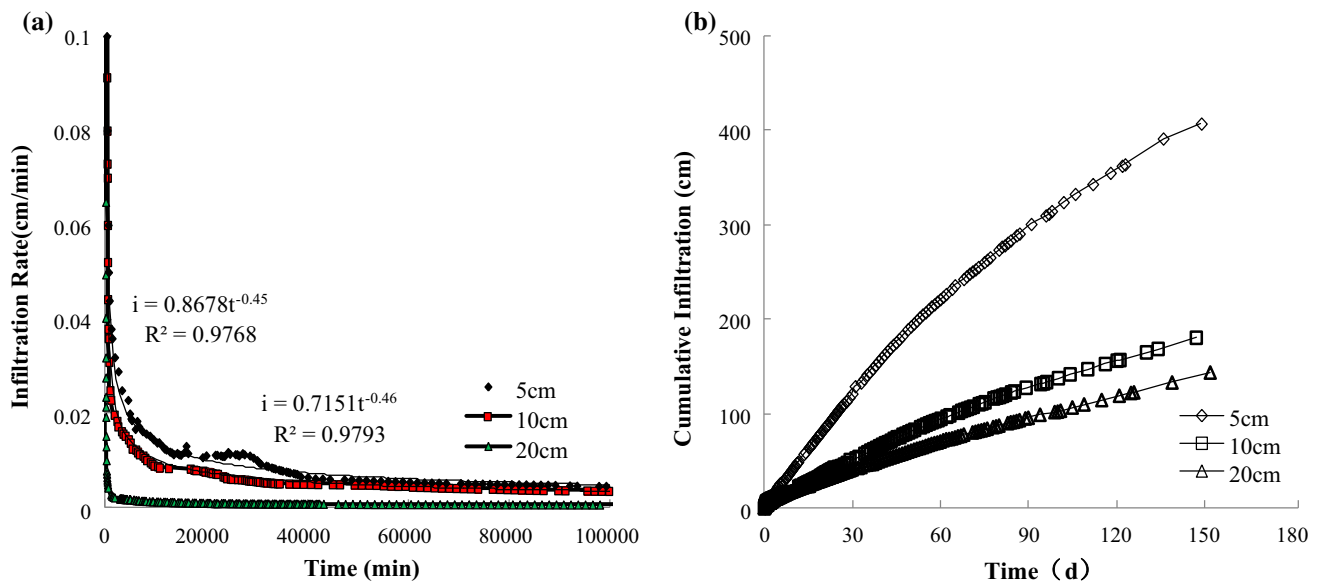 (a)
0.1
0.08
0.06
0.04
0.02
0
Infiltration Rate(cm/min)
i = 0.8678t^-0.45
R² = 0.9768
i = 0.7151t^-0.46
R² = 0.9793
5cm
10cm
20cm
0 20000 40000 60000 80000 100000
Time (min)
(b)
500
400
300
200
100
0
Cumulative Infiltration (cm)
5cm
10cm
20cm
0 30 60 90 120 150 180
Time（d）